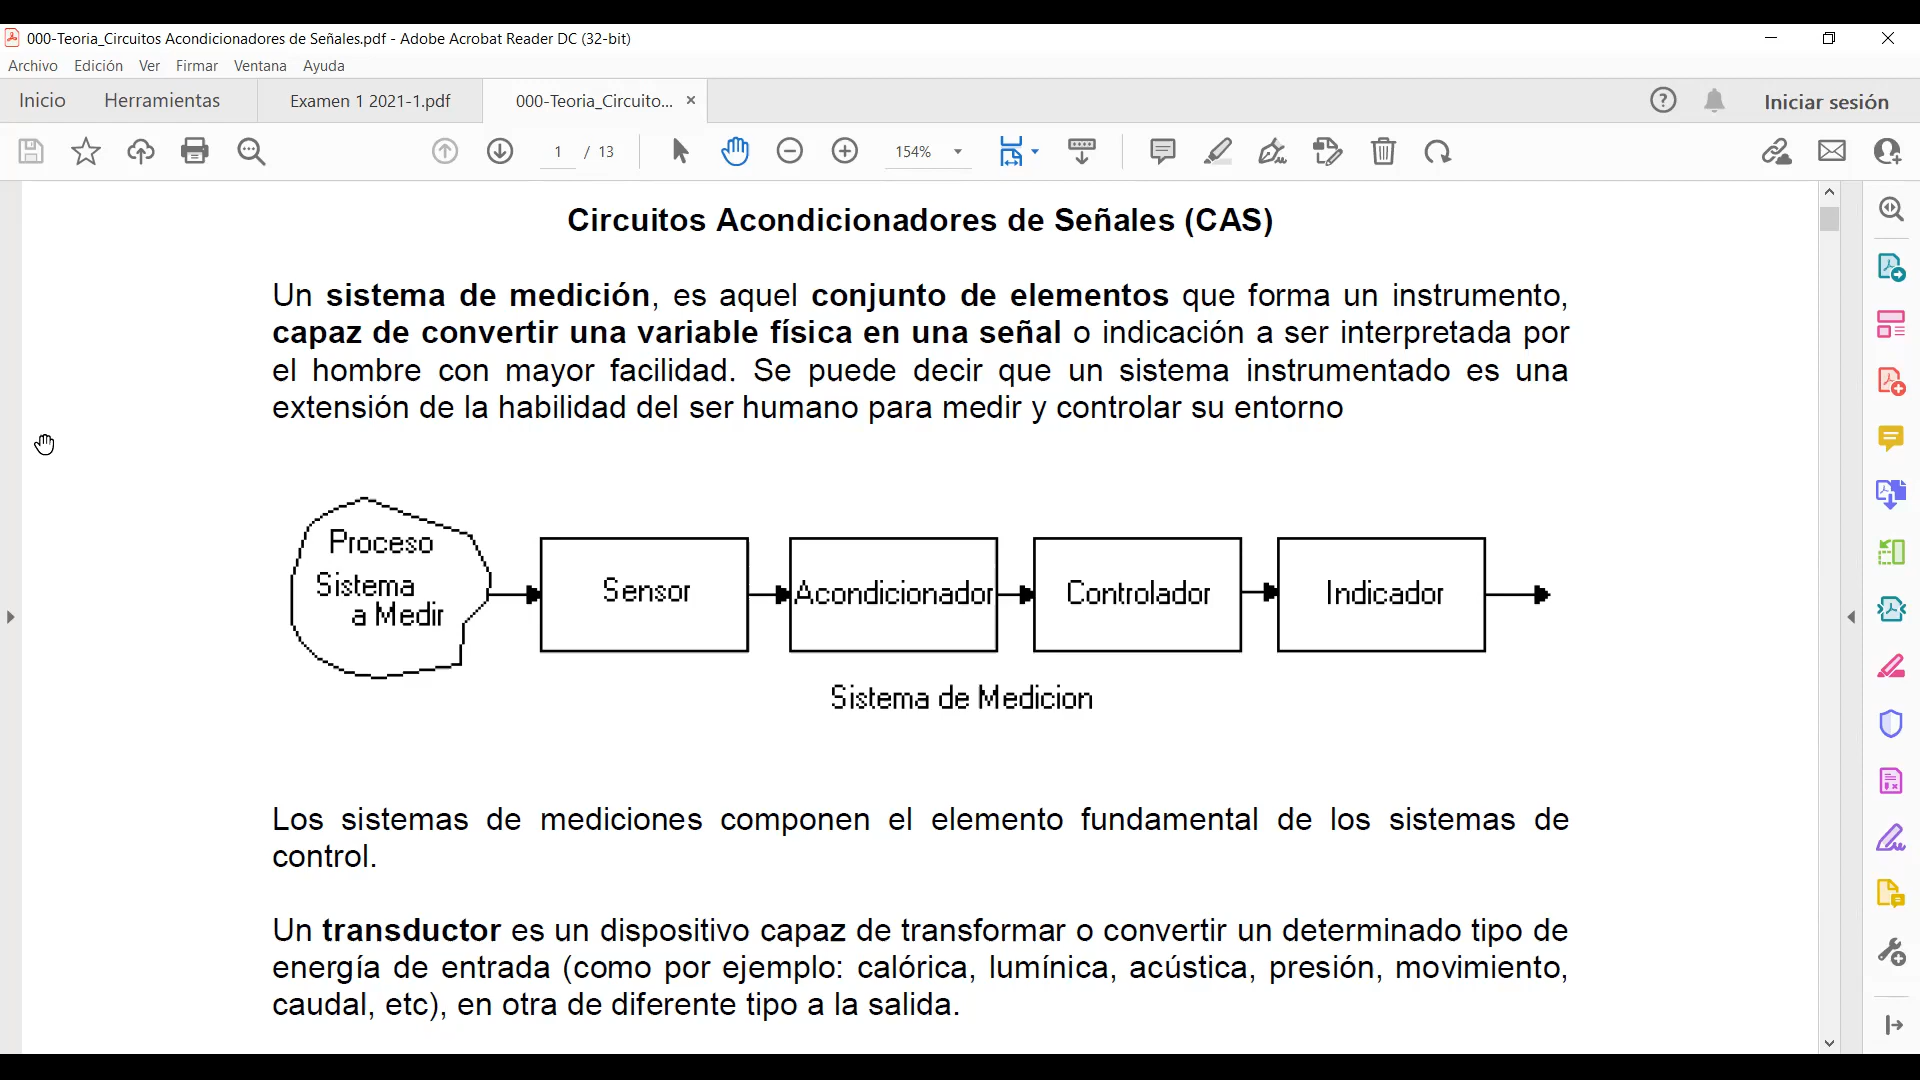 000-Teoria_Circuitos Acondicionadores de Señales.pdf - Adobe Acrobat Reader DC (32-bit)
Archivo Edición Ver Firmar Ventana Ayuda
Inicio Herramientas Examen 1 2021-1.pdf 000-Teoria_Circuito... Iniciar sesión
1 / 13 154%
Circuitos Acondicionadores de Señales (CAS)
Un sistema de medición, es aquel conjunto de elementos que forma un instrumento,
capaz de convertir una variable física en una señal o indicación a ser interpretada por
el hombre con mayor facilidad. Se puede decir que un sistema instrumentado es una
extensión de la habilidad del ser humano para medir y controlar su entorno
Proceso
Sistema
a Medir
Sensor
Acondicionador
Controlador
Indicador
Sistema de Medicion
Los sistemas de mediciones componen el elemento fundamental de los sistemas de
control.
Un transductor es un dispositivo capaz de transformar o convertir un determinado tipo de
energía de entrada (como por ejemplo: calórica, lumínica, acústica, presión, movimiento,
caudal, etc), en otra de diferente tipo a la salida.